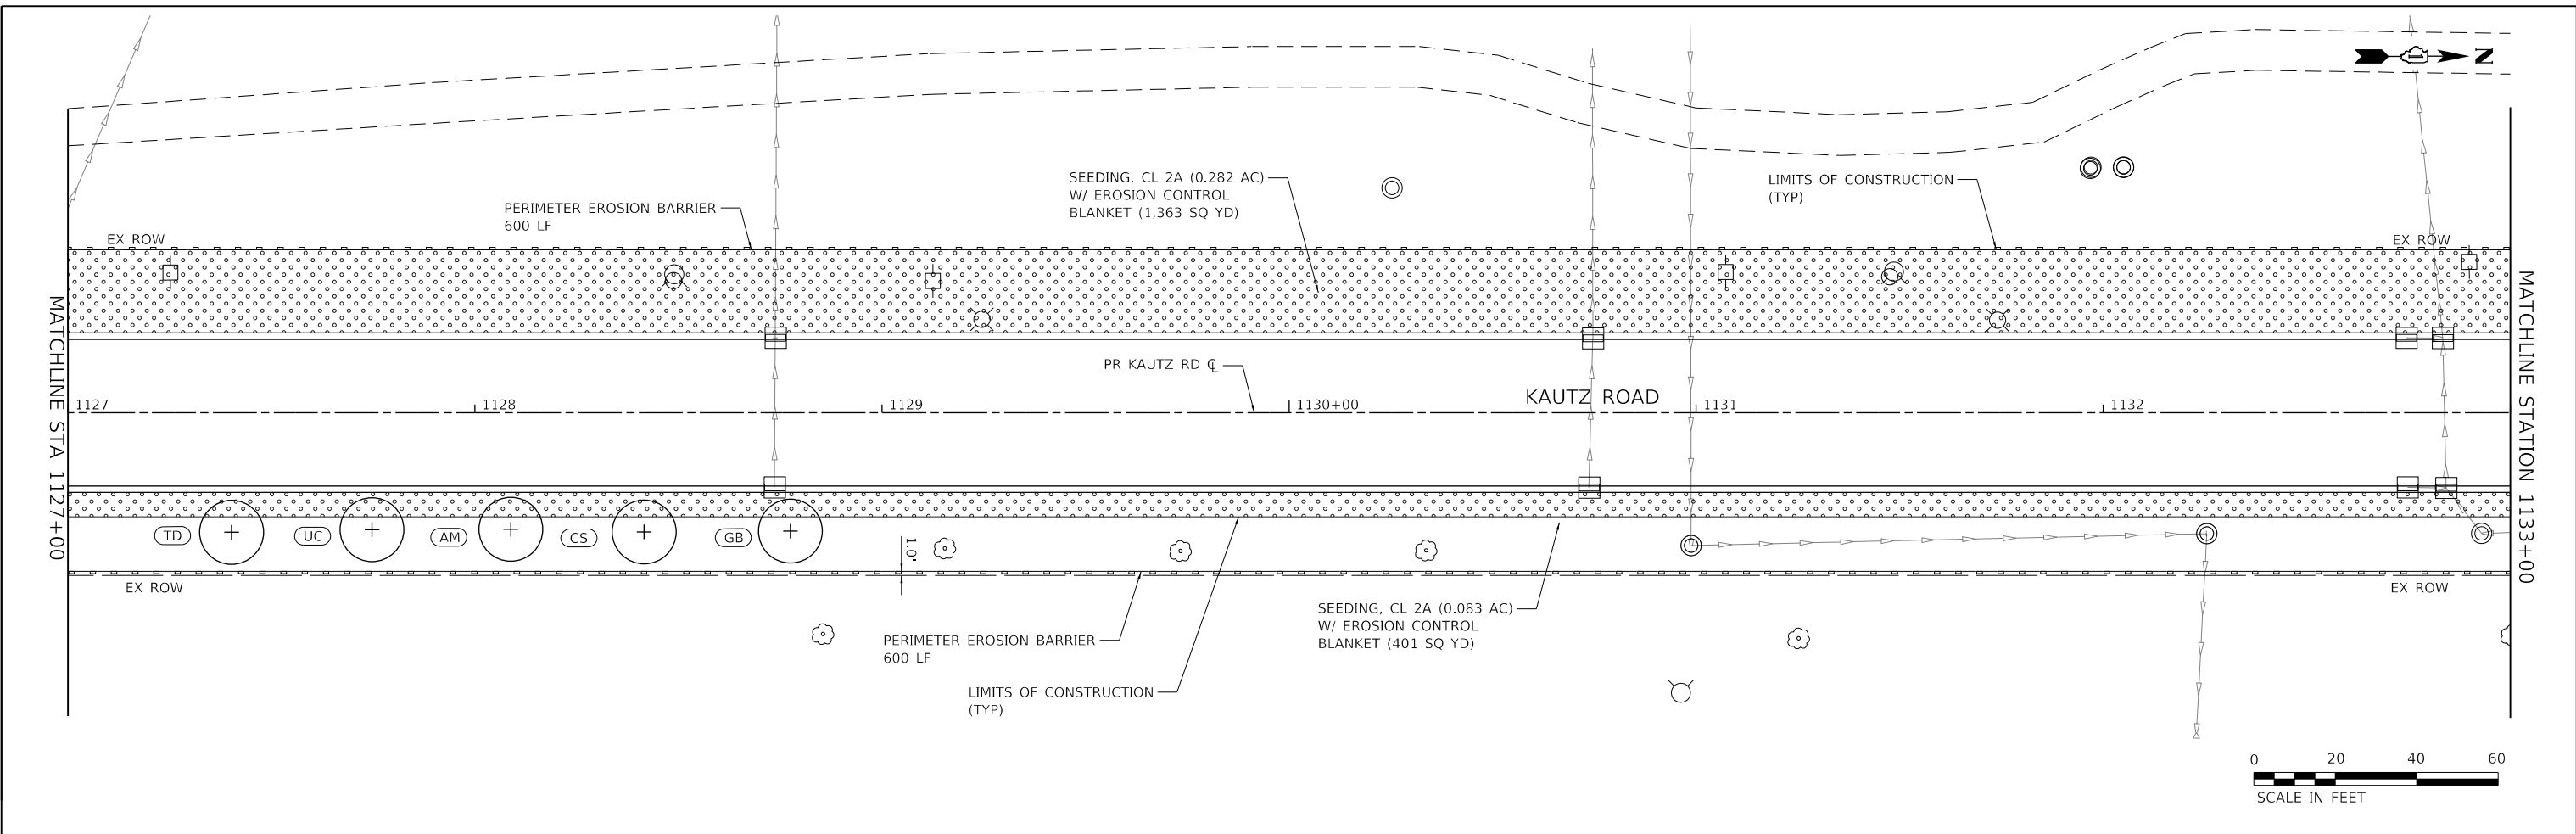 N
SEEDING, CL 2A (0.282 AC)
W/ EROSION CONTROL
BLANKET (1,363 SQ YD)
LIMITS OF CONSTRUCTION
(TYP)
PERIMETER EROSION BARRIER
600 LF
EX ROW
EX ROW
MATCHLINE STA 1127+00
MATCHLINE STATION 1133+00
PR KAUTZ RD ℄
KAUTZ ROAD
1127
1128
1129
1130+00
1131
1132
TD
UC
AM
CS
GB
1.0'
EX ROW
EX ROW
SEEDING, CL 2A (0.083 AC)
W/ EROSION CONTROL
BLANKET (401 SQ YD)
PERIMETER EROSION BARRIER
600 LF
LIMITS OF CONSTRUCTION
(TYP)
0 20 40 60
SCALE IN FEET